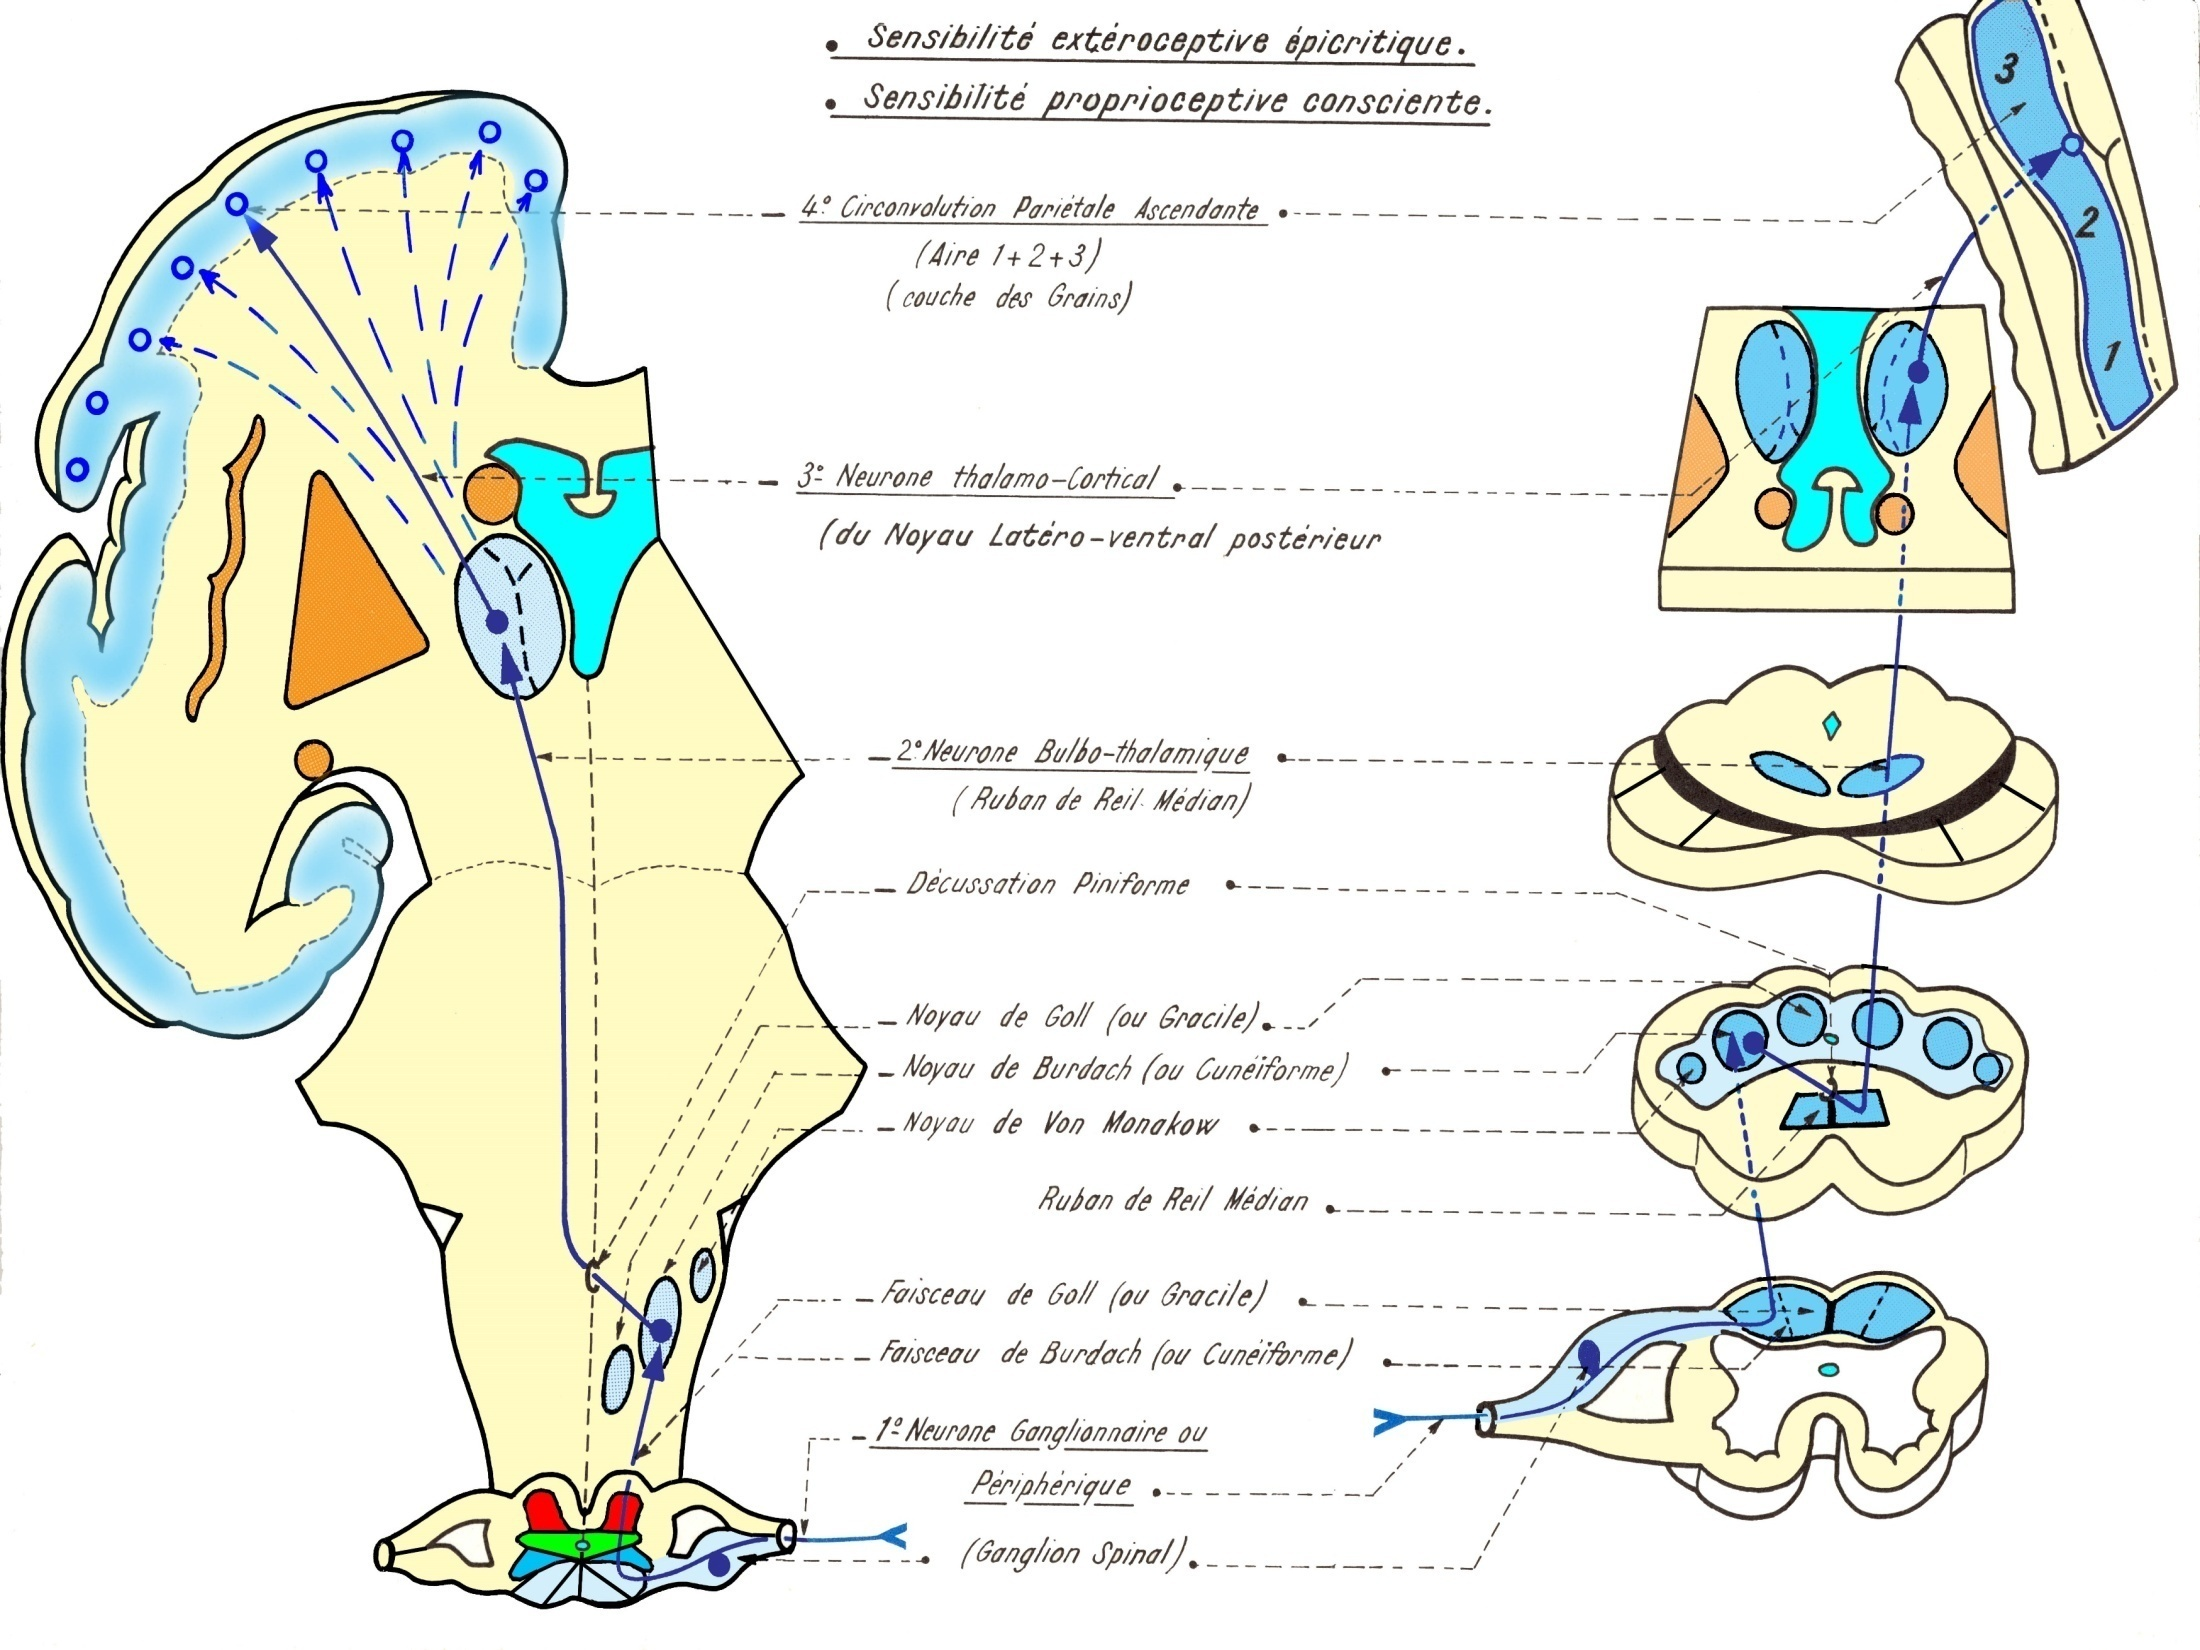 • Sensibilité extéroceptive épicritique.
• Sensibilité proprioceptive consciente.
4° Circonvolution Pariétale Ascendante
(Aire 1+2+3)
(couche des Grains)
3° Neurone thalamo-Cortical
(du Noyau Latéro-ventral postérieur
2° Neurone Bulbo-thalamique
(Ruban de Reil Médian)
Décussation Piniforme
Noyau de Goll (ou Gracile)
Noyau de Burdach (ou Cunéiforme)
Noyau de Von Monakow
Ruban de Reil Médian
Faisceau de Goll (ou Gracile)
Faisceau de Burdach (ou Cunéiforme)
1° Neurone Ganglionnaire ou
Périphérique
(Ganglion Spinal)
3
2
1